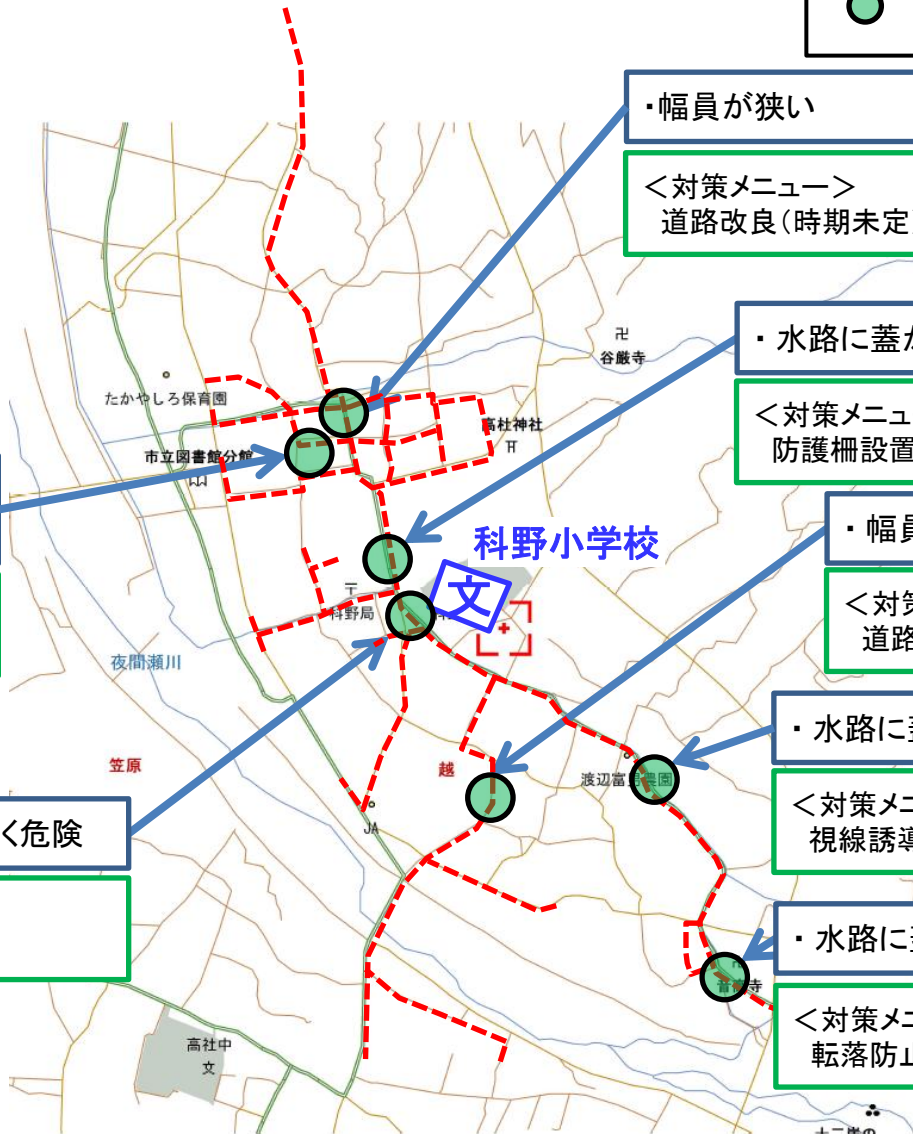 ・幅員が狭い
＜対策メニュー＞
道路改良(時期未定
卍
谷厳寺
・水路に蓋が
たかやしろ保育園
＜対策メニュ
防護柵設置
高社神社
市立図書館分館
科野小学校
・幅員
文
〒
科野局
＜対策
道路
夜間瀬川
・水路に
笠原
越
渡辺富
農園
＜対策メニ
視線誘導
JA
く危険
・水路に
音
寺
＜対策メニ
転落防止
高社中
文